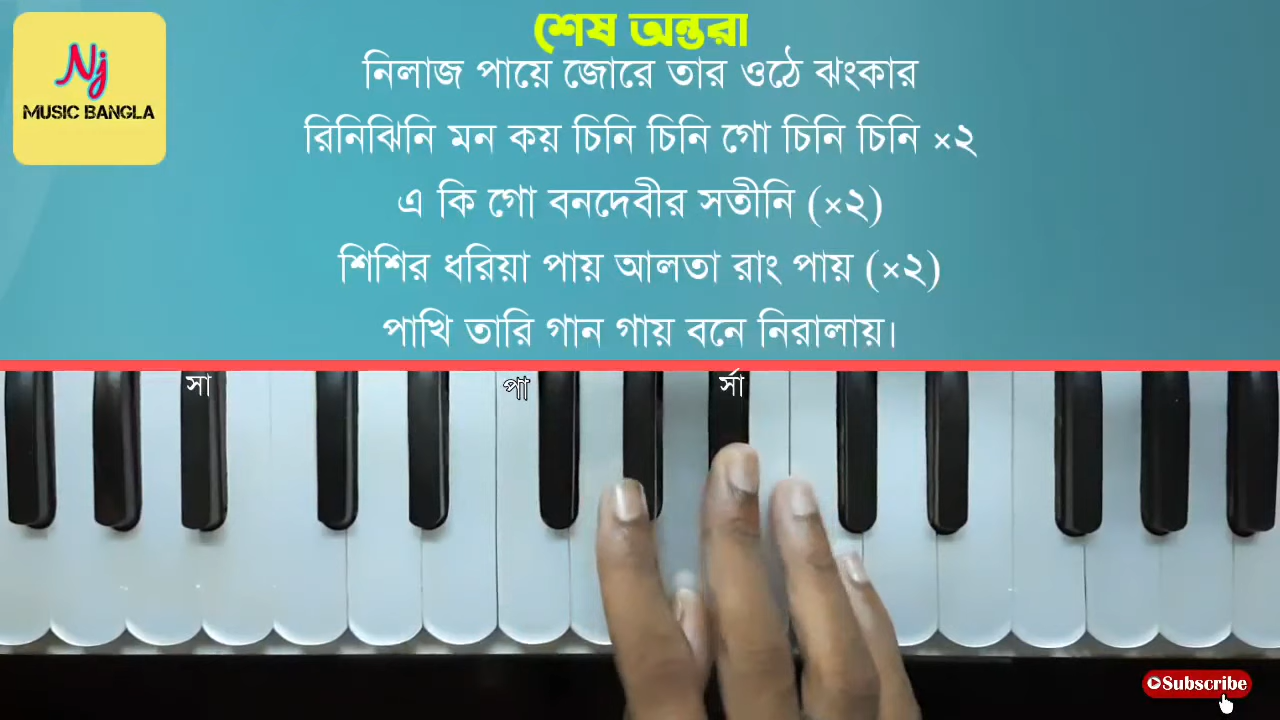 শেষ অন্তরা
Nj
MUSIC BANGLA
নিলাজ পায়ে জোরে তার ওঠে ঝংকার
রিনিঝিনি মন কয় চিনি চিনি গো চিনি চিনি ×২
এ কি গো বনদেবীর সতীনি (×২)
শিশির ধরিয়া পায় আলতা রাং পায় (×২)
পাখি তারি গান গায় বনে নিরালায়।
সা পা র্সা
Subscribe